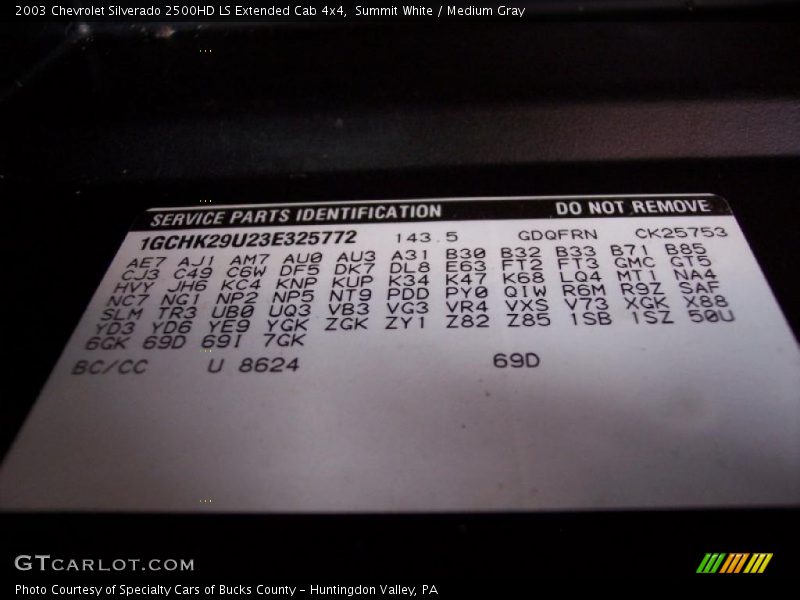 2003 Chevrolet Silverado 2500HD LS Extended Cab 4x4, Summit White / Medium Gray
SERVICE PARTS IDENTIFICATION DO NOT REMOVE
1GCHK29U23E325772 143.5 GDQFRN CK25753
AE7 AJ1 AM7 AU0 AU3 A31 B30 B32 B33 B71 B85
CJ3 C49 C6W DF5 DK7 DL8 E63 FT2 FT3 GMC GT5
HVY JH6 KC4 KNP KUP K34 K47 K68 LQ4 MT1 NA4
NC7 NG1 NP2 NP5 NT9 PDD PY0 QIW R6M R9Z SAF
SLM TR3 UB0 UQ3 VB3 VG3 VR4 VXS V73 XGK X88
YD3 YD6 YE9 YGK ZGK ZY1 Z82 Z85 1SB 1SZ 50U
6GK 69D 69I 7GK
BC/CC U 8624 69D
GTCARLOT.COM
Photo Courtesy of Specialty Cars of Bucks County - Huntingdon Valley, PA